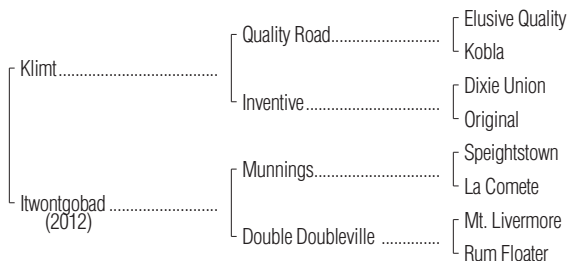 Elusive Quality
Quality Road
Kobla
Klimt
Dixie Union
Inventive
Original
Speightstown
Munnings
La Comete
Itwontgobad
(2012)
Mt. Livermore
Double Doubleville
Rum Floater